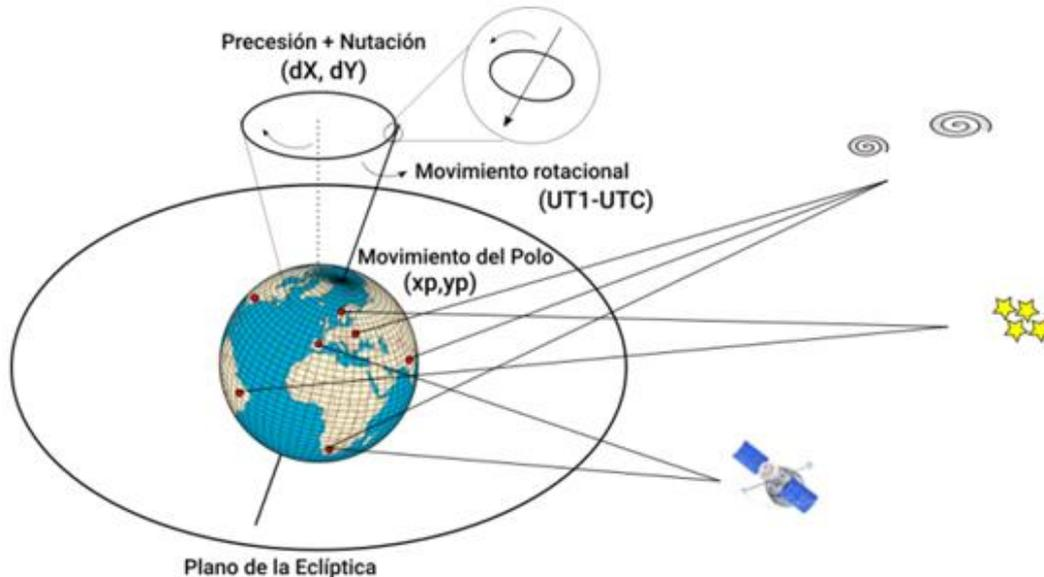 Precesión + Nutación
(dX, dY)
Movimiento rotacional
(UT1-UTC)
Movimiento del Polo
(xp,yp)
Plano de la Eclíptica